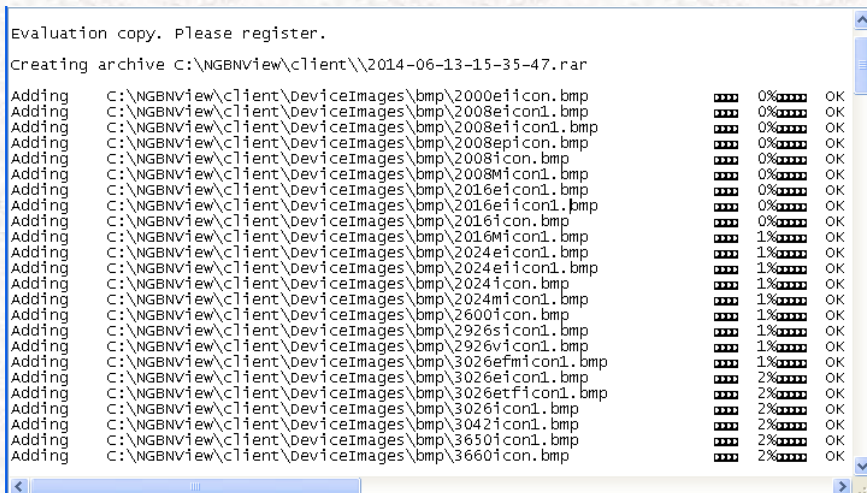 Evaluation copy. Please register.
Creating archive C:\NGBNView\client\\2014-06-13-15-35-47.rar
Adding C:\NGBNView\client\DeviceImages\bmp\2000eiicon.bmp 0% OK
Adding C:\NGBNView\client\DeviceImages\bmp\2008eicon1.bmp 0% OK
Adding C:\NGBNView\client\DeviceImages\bmp\2008eiicon1.bmp 0% OK
Adding C:\NGBNView\client\DeviceImages\bmp\2008epicon.bmp 0% OK
Adding C:\NGBNView\client\DeviceImages\bmp\2008icon.bmp 0% OK
Adding C:\NGBNView\client\DeviceImages\bmp\2008Micon1.bmp 0% OK
Adding C:\NGBNView\client\DeviceImages\bmp\2016eicon1.bmp 0% OK
Adding C:\NGBNView\client\DeviceImages\bmp\2016eiicon1.bmp 0% OK
Adding C:\NGBNView\client\DeviceImages\bmp\2016icon.bmp 0% OK
Adding C:\NGBNView\client\DeviceImages\bmp\2016Micon1.bmp 1% OK
Adding C:\NGBNView\client\DeviceImages\bmp\2024eicon1.bmp 1% OK
Adding C:\NGBNView\client\DeviceImages\bmp\2024eiicon1.bmp 1% OK
Adding C:\NGBNView\client\DeviceImages\bmp\2024icon.bmp 1% OK
Adding C:\NGBNView\client\DeviceImages\bmp\2024micon1.bmp 1% OK
Adding C:\NGBNView\client\DeviceImages\bmp\2600icon.bmp 1% OK
Adding C:\NGBNView\client\DeviceImages\bmp\2926sicon1.bmp 1% OK
Adding C:\NGBNView\client\DeviceImages\bmp\2926vicon1.bmp 1% OK
Adding C:\NGBNView\client\DeviceImages\bmp\3026efmicon1.bmp 1% OK
Adding C:\NGBNView\client\DeviceImages\bmp\3026eicon1.bmp 2% OK
Adding C:\NGBNView\client\DeviceImages\bmp\3026etficon1.bmp 2% OK
Adding C:\NGBNView\client\DeviceImages\bmp\3026icon1.bmp 2% OK
Adding C:\NGBNView\client\DeviceImages\bmp\3042icon1.bmp 2% OK
Adding C:\NGBNView\client\DeviceImages\bmp\3650icon1.bmp 2% OK
Adding C:\NGBNView\client\DeviceImages\bmp\3660icon.bmp 2% OK